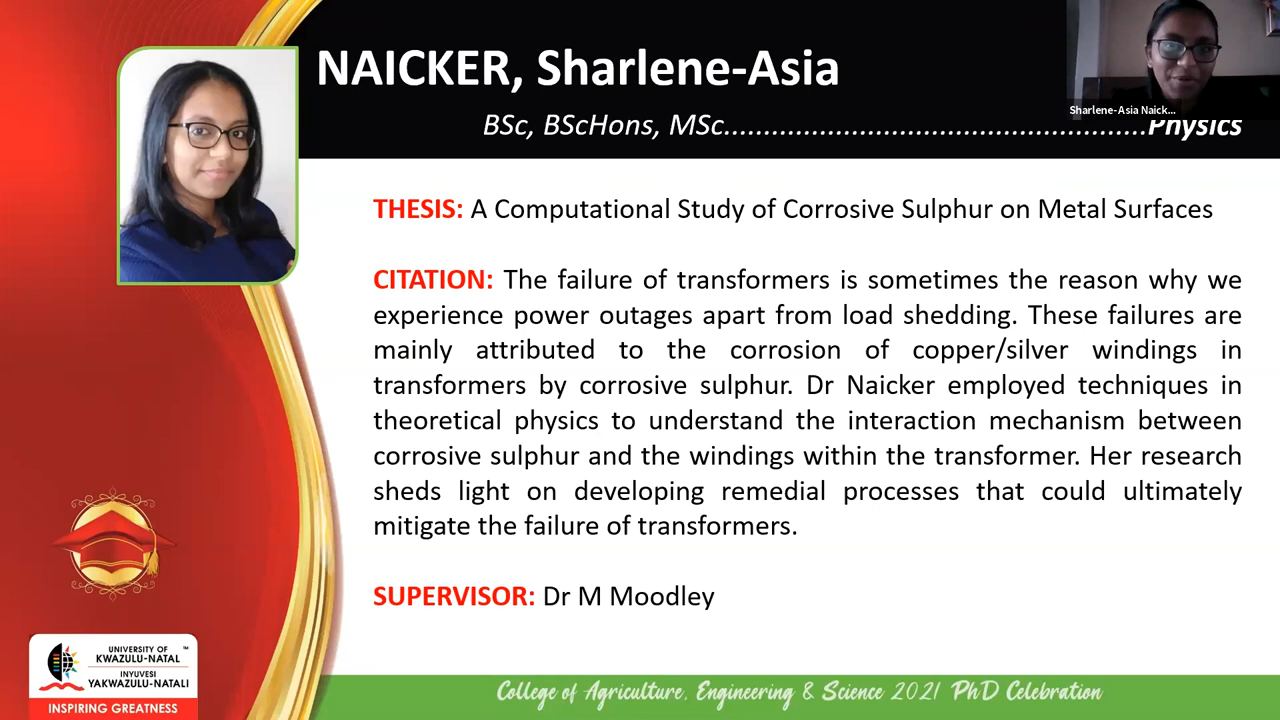 NAICKER, Sharlene-Asia
Sharlene-Asia Naick...
BSc, BScHons, MSc......................................................Physics
THESIS: A Computational Study of Corrosive Sulphur on Metal Surfaces
CITATION: The failure of transformers is sometimes the reason why we
experience power outages apart from load shedding. These failures are
mainly attributed to the corrosion of copper/silver windings in
transformers by corrosive sulphur. Dr Naicker employed techniques in
theoretical physics to understand the interaction mechanism between
corrosive sulphur and the windings within the transformer. Her research
sheds light on developing remedial processes that could ultimately
mitigate the failure of transformers.
SUPERVISOR: Dr M Moodley
UNIVERSITY OF ™
KWAZULU-NATAL
INYUVESI
YAKWAZULU-NATALI
INSPIRING GREATNESS
College of Agriculture, Engineering & Science 2021 PhD Celebration